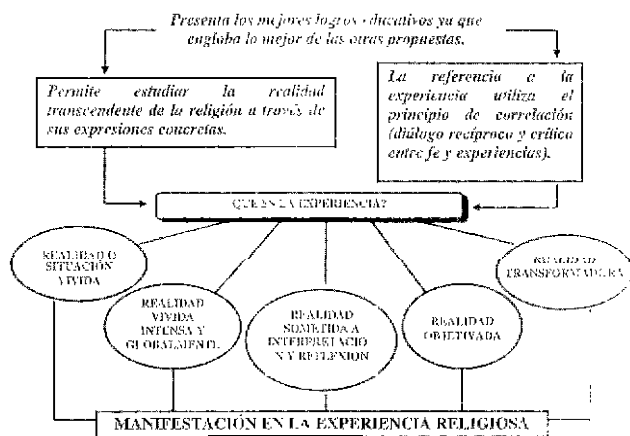 Presenta los mejores logros educativos ya que
engloba lo mejor de las otras propuestas.
Permite estudiar la realidad
transcendente de la religión a través de
sus expresiones concretas.
La referencia a la
experiencia utiliza el
principio de correlación
(diálogo recíproco y crítico
entre fe y experiencias).
QUE ES LA EXPERIENCIA?
REALIDAD O
SITUACIÓN
VIVIDA
REALIDAD
VIVIDA
INTENSA Y
GLOBALMENTE
REALIDAD
SOMETIDA A
INTERPRETACIO
N Y REFLEXION
REALIDAD
OBJETIVADA
REALIDAD
TRANSFORMADORA
MANIFESTACIÓN EN LA EXPERIENCIA RELIGIOSA